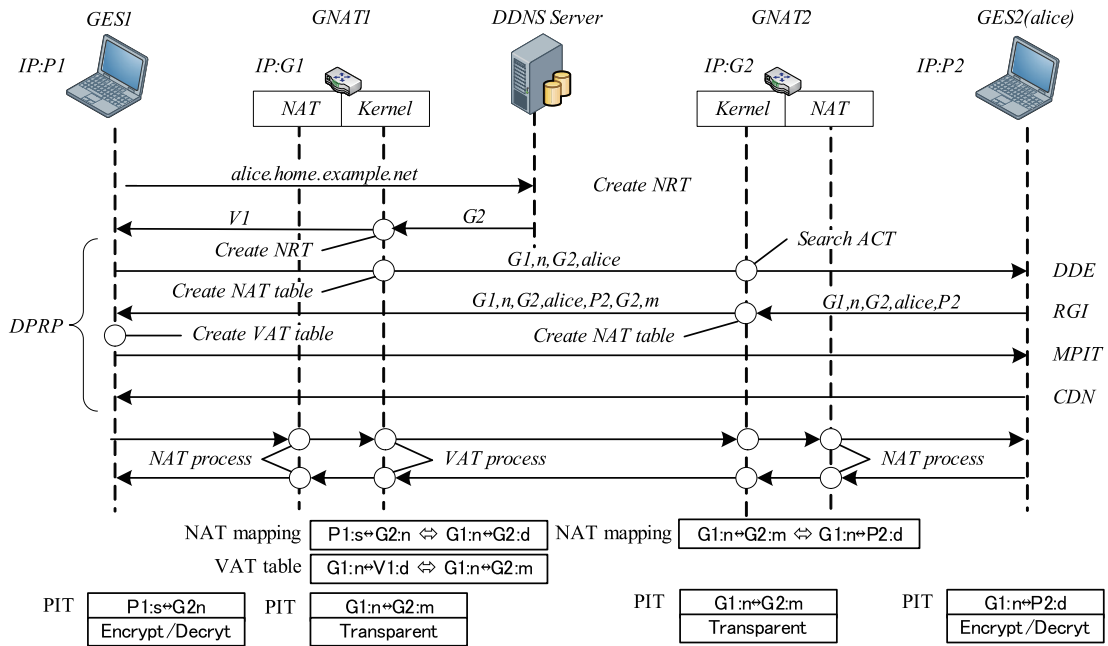 GES1 GNAT1 DDNS Server GNAT2 GES2(alice)
IP:P1 IP:G1 IP:G2 IP:P2
NAT Kernel Kernel NAT
alice.home.example.net Create NRT
V1 G2
Create NRT Search ACT
G1,n,G2,alice DDE
Create NAT table
G1,n,G2,alice,P2,G2,m G1,n,G2,alice,P2 RGI
DPRP Create VAT table Create NAT table
MPIT
CDN
NAT process VAT process NAT process
NAT mapping P1:s↔G2:n ⇔ G1:n↔G2:d NAT mapping G1:n↔G2:m ⇔ G1:n↔P2:d
VAT table G1:n↔V1:d ⇔ G1:n↔G2:m
PIT P1:s↔G2n PIT G1:n↔G2:m PIT G1:n↔G2:m PIT G1:n↔P2:d
Encrypt/Decryt Transparent Transparent Encrypt/Decryt